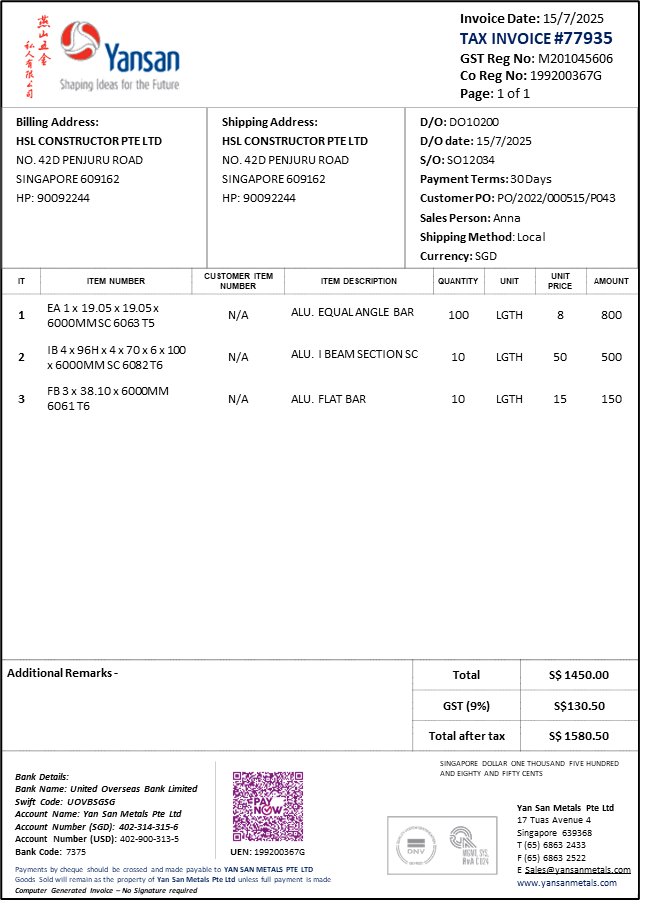 燕山五金
私人有限公司
Yansan
Shaping Ideas for the Future
Invoice Date: 15/7/2025
TAX INVOICE #77935
GST Reg No: M201045606
Co Reg No: 199200367G
Page: 1 of 1
Billing Address:
HSL CONSTRUCTOR PTE LTD
NO. 42D PENJURU ROAD
SINGAPORE 609162
HP: 90092244
Shipping Address:
HSL CONSTRUCTOR PTE LTD
NO. 42D PENJURU ROAD
SINGAPORE 609162
HP: 90092244
D/O: DO10200
D/O date: 15/7/2025
S/O: SO12034
Payment Terms: 30 Days
Customer PO: PO/2022/000515/P043
Sales Person: Anna
Shipping Method: Local
Currency: SGD
IT ITEM NUMBER CUSTOMER ITEM NUMBER ITEM DESCRIPTION QUANTITY UNIT UNIT PRICE AMOUNT
1 EA 1 x 19.05 x 19.05 x N/A ALU. EQUAL ANGLE BAR 100 LGTH 8 800
6000MM SC 6063 T5
2 IB 4 x 96H x 4 x 70 x 6 x 100 N/A ALU. I BEAM SECTION SC 10 LGTH 50 500
x 6000MM SC 6082 T6
3 FB 3 x 38.10 x 6000MM N/A ALU. FLAT BAR 10 LGTH 15 150
6061 T6
Additional Remarks -
Total S$ 1450.00
GST (9%) S$130.50
Total after tax S$ 1580.50
SINGAPORE DOLLAR ONE THOUSAND FIVE HUNDRED
AND EIGHTY AND FIFTY CENTS
Bank Details:
Bank Name: United Overseas Bank Limited
Swift Code: UOVBSGSG
Account Name: Yan San Metals Pte Ltd
Account Number (SGD): 402-314-315-6
Account Number (USD): 402-900-313-5
Bank Code: 7375
PAY
NOW
UEN: 199200367G
DNV
Yan San Metals Pte Ltd
17 Tuas Avenue 4
Singapore 639368
T (65) 6863 2433
F (65) 6863 2522
E Sales@yansanmetals.com
www.yansanmetals.com
Payments by cheque should be crossed and made payable to YAN SAN METALS PTE LTD
Goods Sold will remain as the property of Yan San Metals Pte Ltd unless full payment is made
Computer Generated Invoice – No Signature required